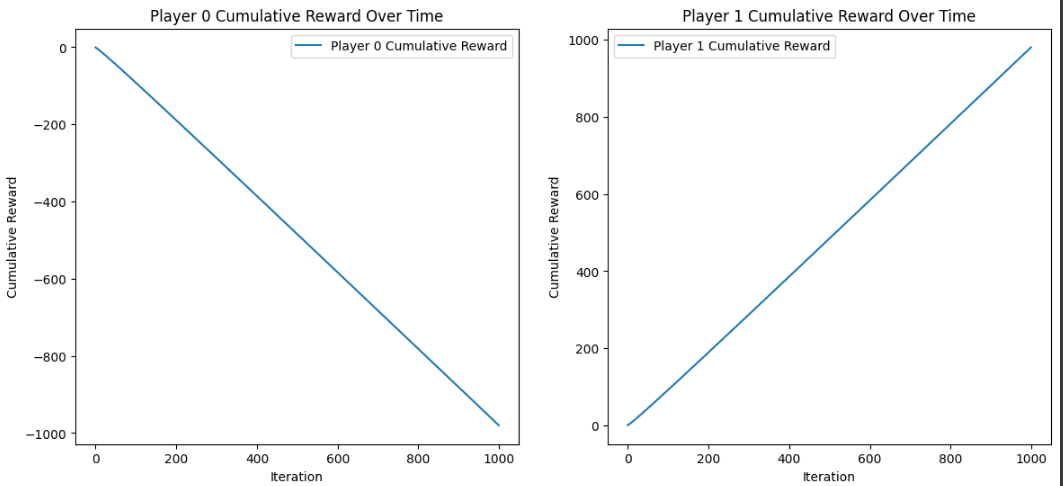 Player 0 Cumulative Reward Over Time
Player 0 Cumulative Reward
0
−200
−400
−600
−800
−1000
Cumulative Reward
0 200 400 600 800 1000
Iteration
Player 1 Cumulative Reward Over Time
Player 1 Cumulative Reward
1000
800
600
400
200
0
Cumulative Reward
0 200 400 600 800 1000
Iteration